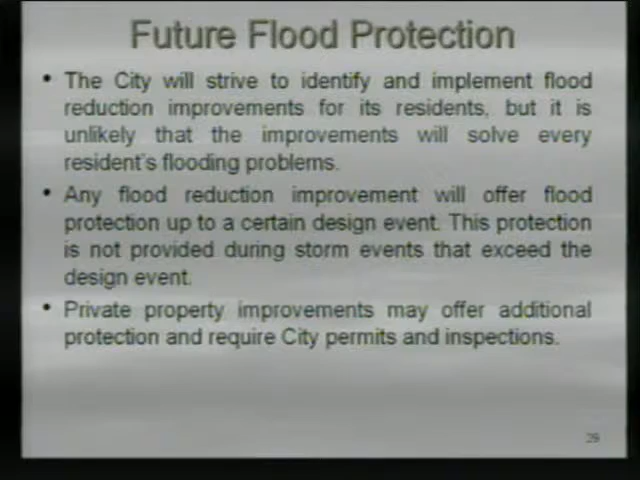 Future Flood Protection
• The City will strive to identify and implement flood
reduction improvements for its residents, but it is
unlikely that the improvements will solve every
resident's flooding problems.
• Any flood reduction improvement will offer flood
protection up to a certain design event. This protection
is not provided during storm events that exceed the
design event.
• Private property improvements may offer additional
protection and require City permits and inspections.
29